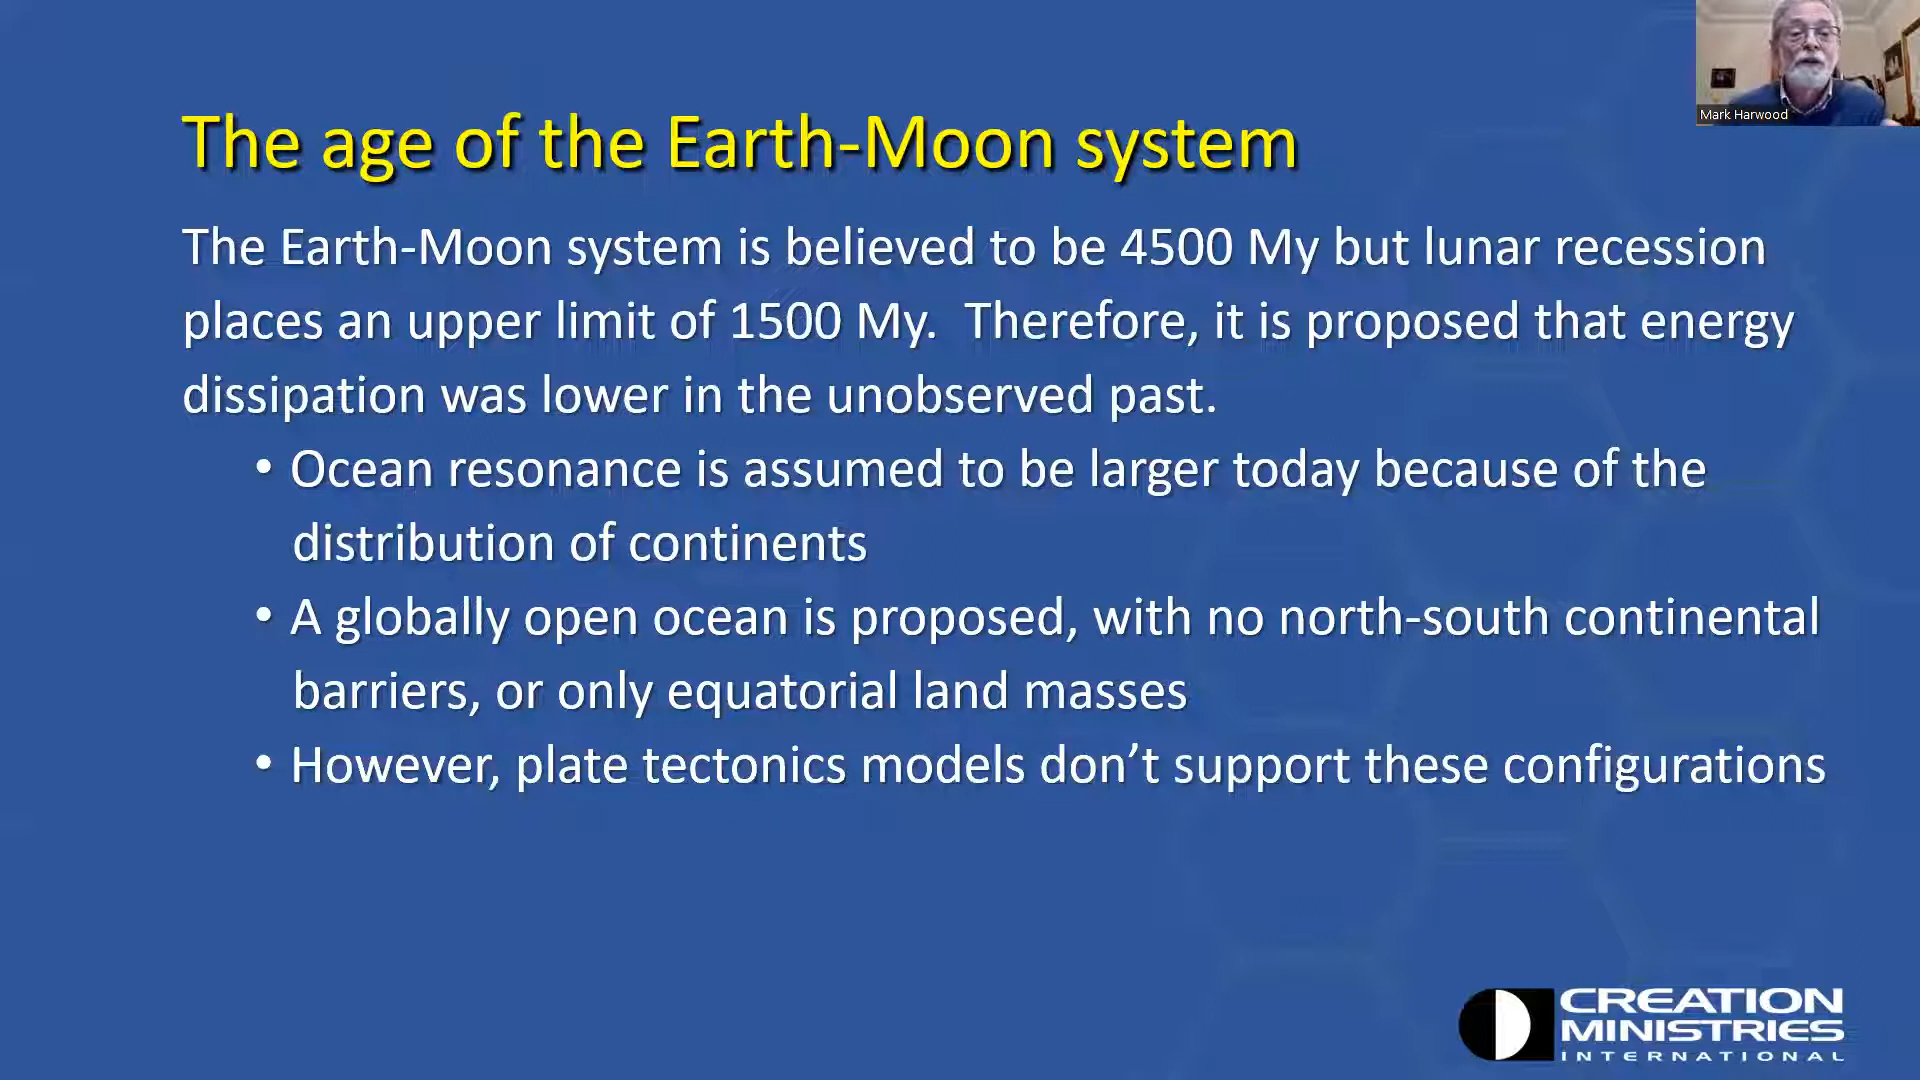 Mark Harwood
The age of the Earth-Moon system
The Earth-Moon system is believed to be 4500 My but lunar recession
places an upper limit of 1500 My.  Therefore, it is proposed that energy
dissipation was lower in the unobserved past.
• Ocean resonance is assumed to be larger today because of the
distribution of continents
• A globally open ocean is proposed, with no north-south continental
barriers, or only equatorial land masses
• However, plate tectonics models don’t support these configurations
CREATION
MINISTRIES
INTERNATIONAL